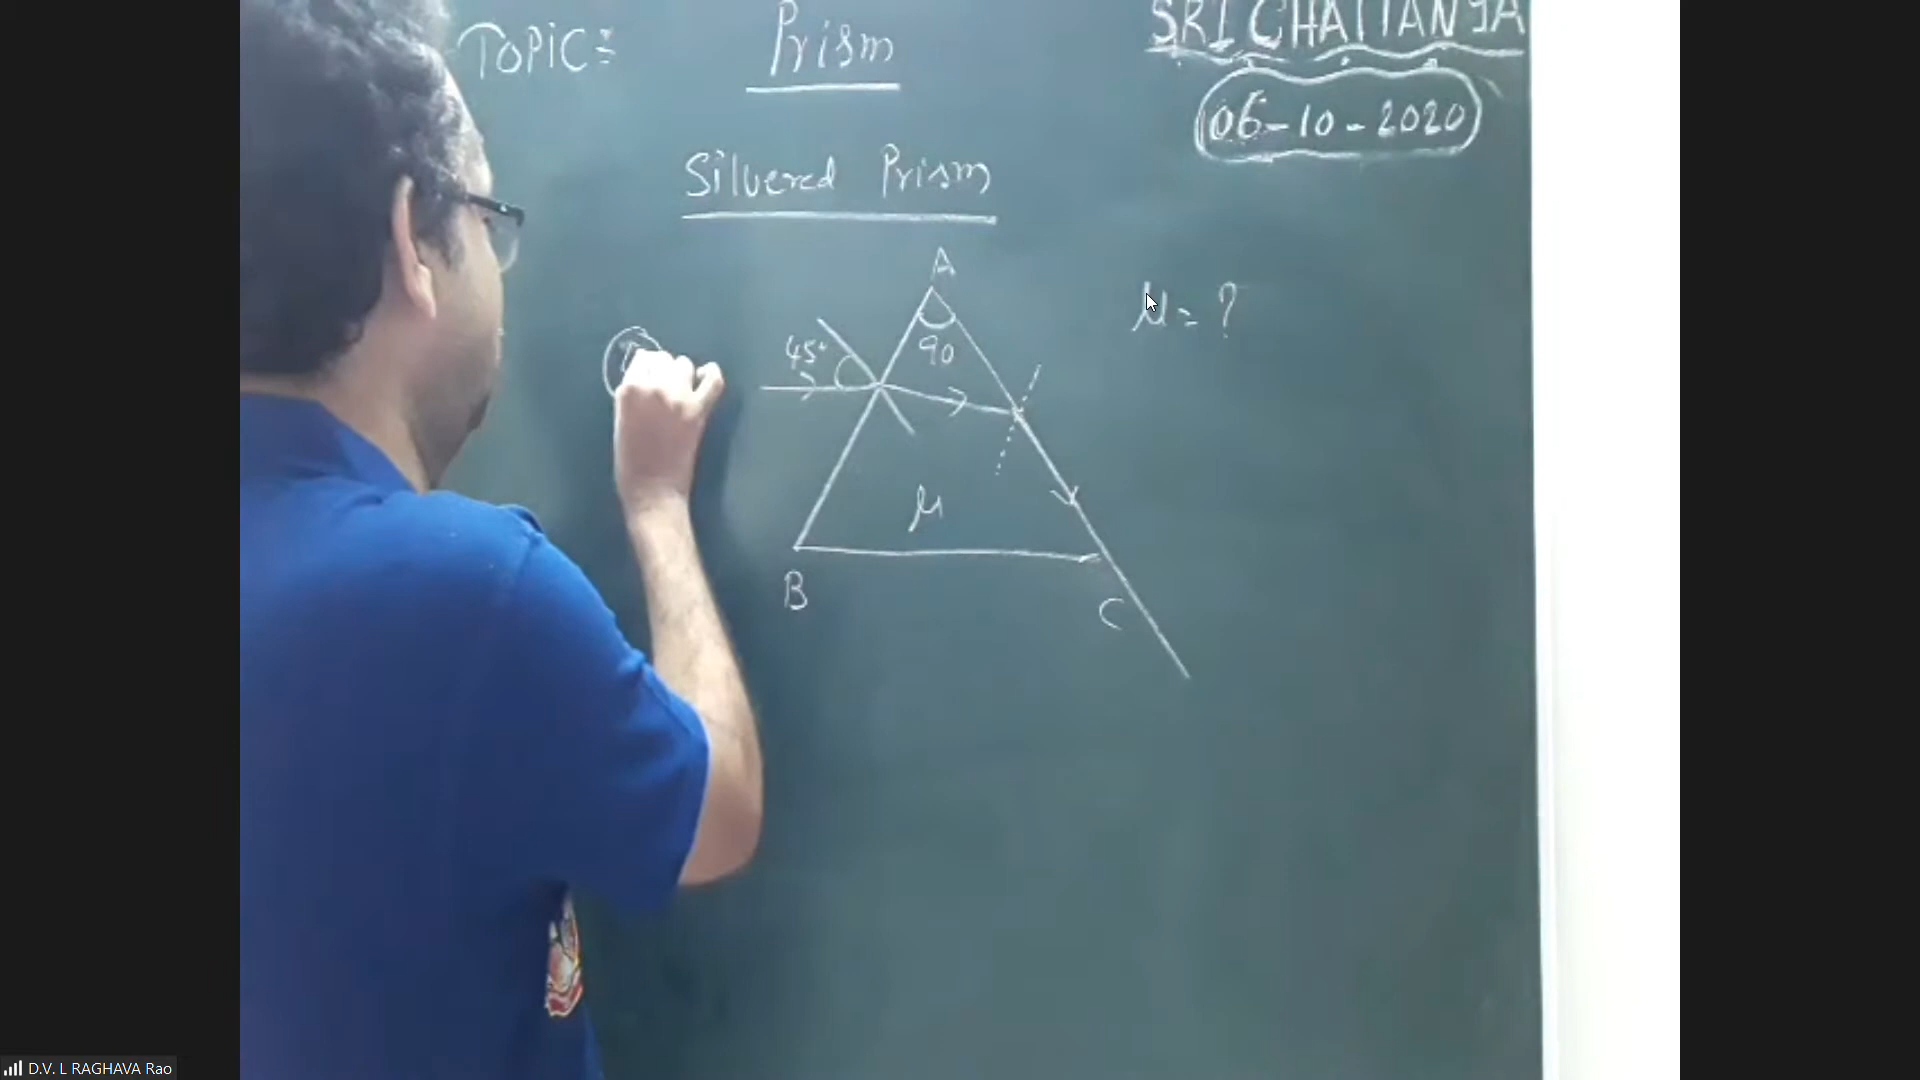 TOPIC:
Prism
SRI CHAITANYA
06-10-2020
Silvered Prism
A
μ = ?
45°
90
μ
B
C
D.V. L RAGHAVA Rao